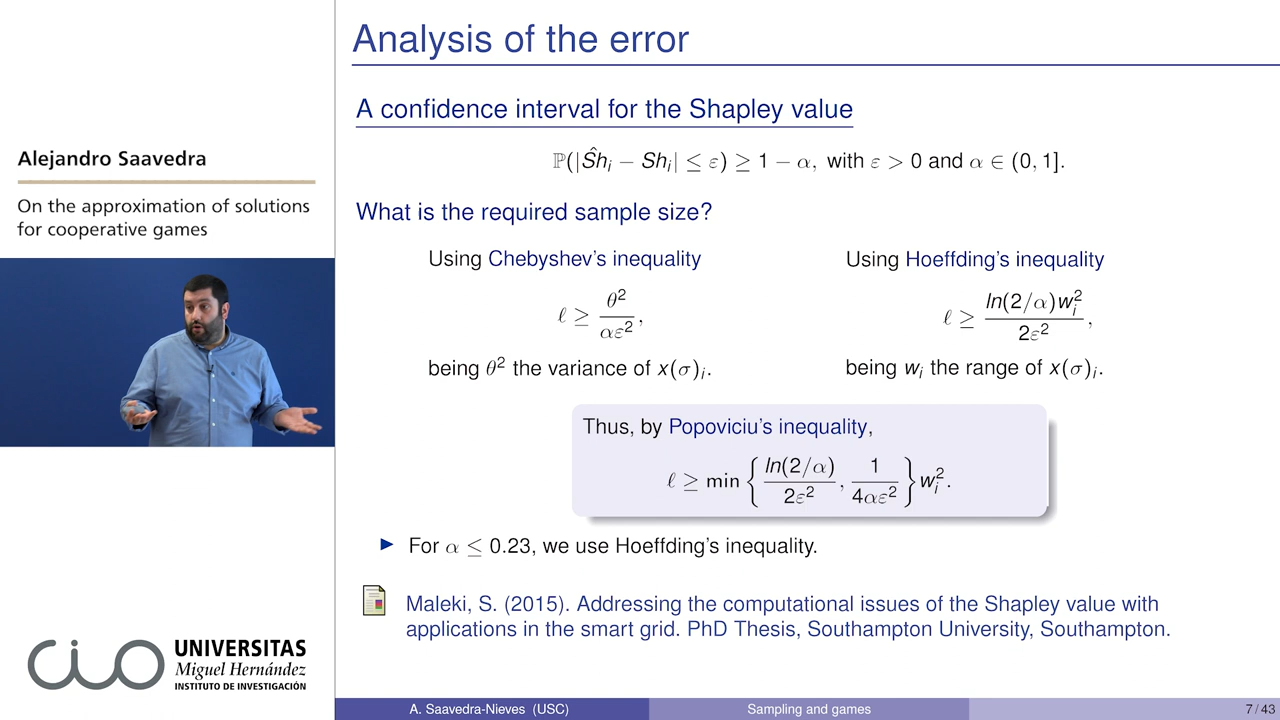 Analysis of the error
A confidence interval for the Shapley value
ℙ(|Ŝh_i − Sh_i| ≤ ε) ≥ 1 − α, with ε > 0 and α ∈ (0, 1].
What is the required sample size?
Using Chebyshev's inequality
ℓ ≥ θ² / αε²,
being θ² the variance of x(σ)_i.
Using Hoeffding's inequality
ℓ ≥ ln(2/α)w_i² / 2ε²,
being w_i the range of x(σ)_i.
Thus, by Popoviciu's inequality,
ℓ ≥ min { ln(2/α) / 2ε², 1 / 4αε² } w_i².
▶ For α ≤ 0.23, we use Hoeffding's inequality.
Maleki, S. (2015). Addressing the computational issues of the Shapley value with
applications in the smart grid. PhD Thesis, Southampton University, Southampton.
Alejandro Saavedra
On the approximation of solutions
for cooperative games
CIO
UNIVERSITAS
Miguel Hernández
INSTITUTO DE INVESTIGACIÓN
A. Saavedra-Nieves (USC)
Sampling and games
7 / 43